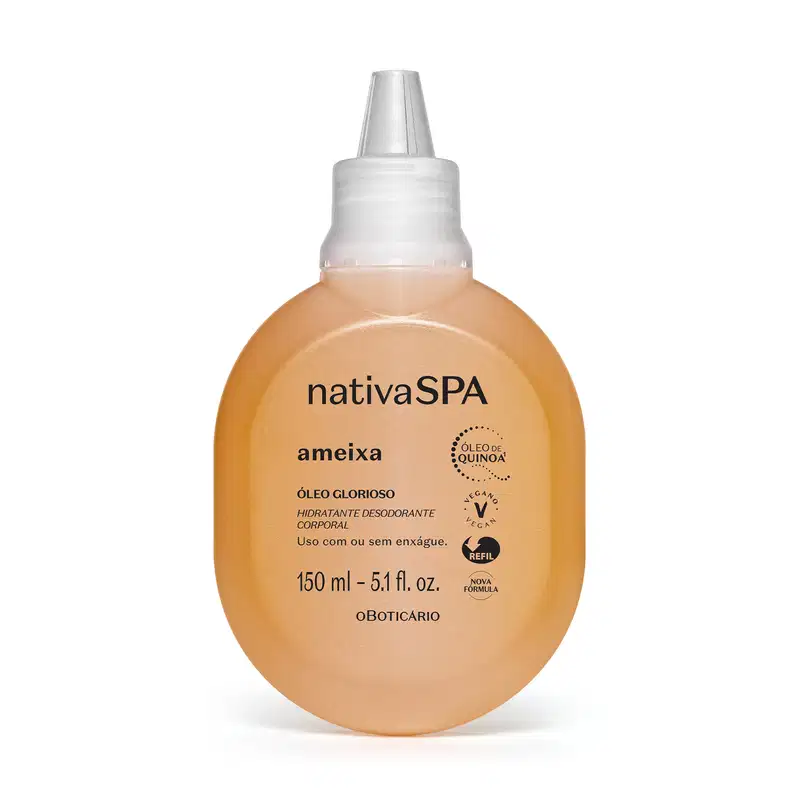 nativaSPA
ameixa
ÓLEO DE
QUINOA¹
ÓLEO GLORIOSO
HIDRATANTE DESODORANTE
CORPORAL
Uso com ou sem enxágue.
VEGANO
V
VEGAN
REFIL
150 ml – 5.1 fl. oz.
NOVA
FÓRMULA
oBOTICÁRIO